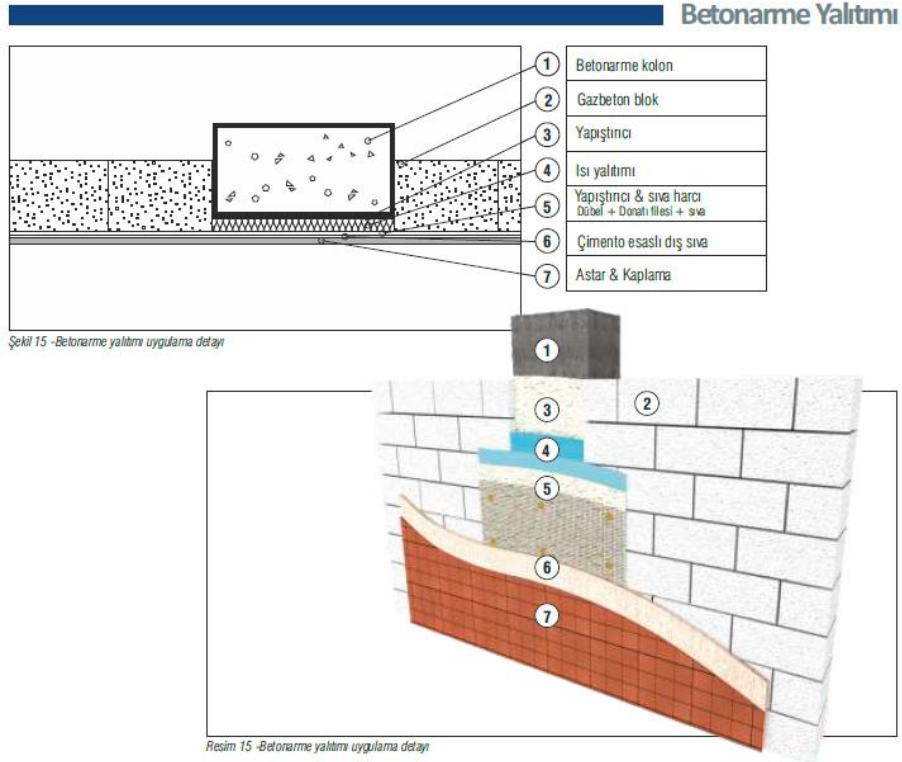 Betonarme Yalıtımı
1 Betonarme kolon
2 Gazbeton blok
3 Yapıştırıcı
4 Isı yalıtımı
5 Yapıştırıcı & sıva harcı
Dübel + Donatı filesi + sıva
6 Çimento esaslı dış sıva
7 Astar & Kaplama
Şekil 15 -Betonarme yalıtımı uygulama detayı
1
2
3
4
5
6
7
Resim 15 -Betonarme yalıtımı uygulama detayı